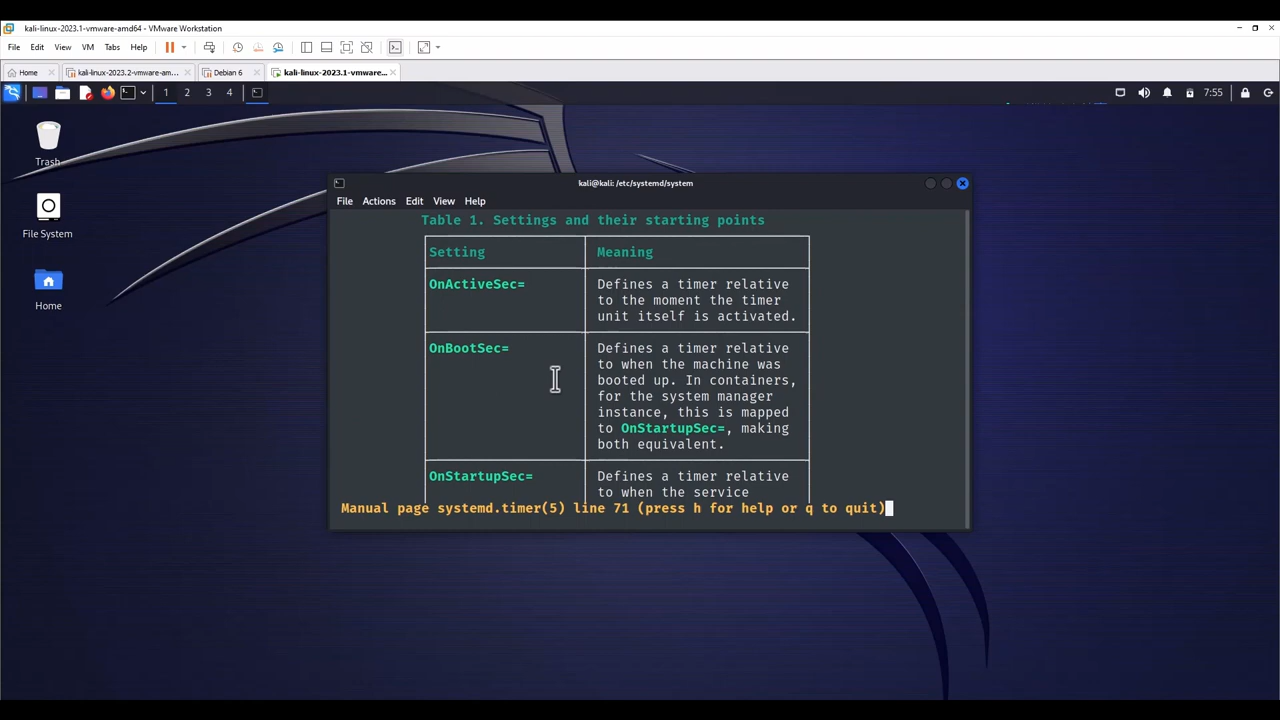 kali-linux-2023.1-vmware-amd64 - VMware Workstation
File Edit View VM Tabs Help
Home kali-linux-2023.2-vmware-am... Debian 6 kali-linux-2023.1-vmware...
1 2 3 4 7:55
Trash
File System
Home
kali@kali: /etc/systemd/system
File Actions Edit View Help
Table 1. Settings and their starting points
Setting Meaning
OnActiveSec= Defines a timer relative
to the moment the timer
unit itself is activated.
OnBootSec= Defines a timer relative
to when the machine was
booted up. In containers,
for the system manager
instance, this is mapped
to OnStartupSec=, making
both equivalent.
OnStartupSec= Defines a timer relative
to when the service
Manual page systemd.timer(5) line 71 (press h for help or q to quit)